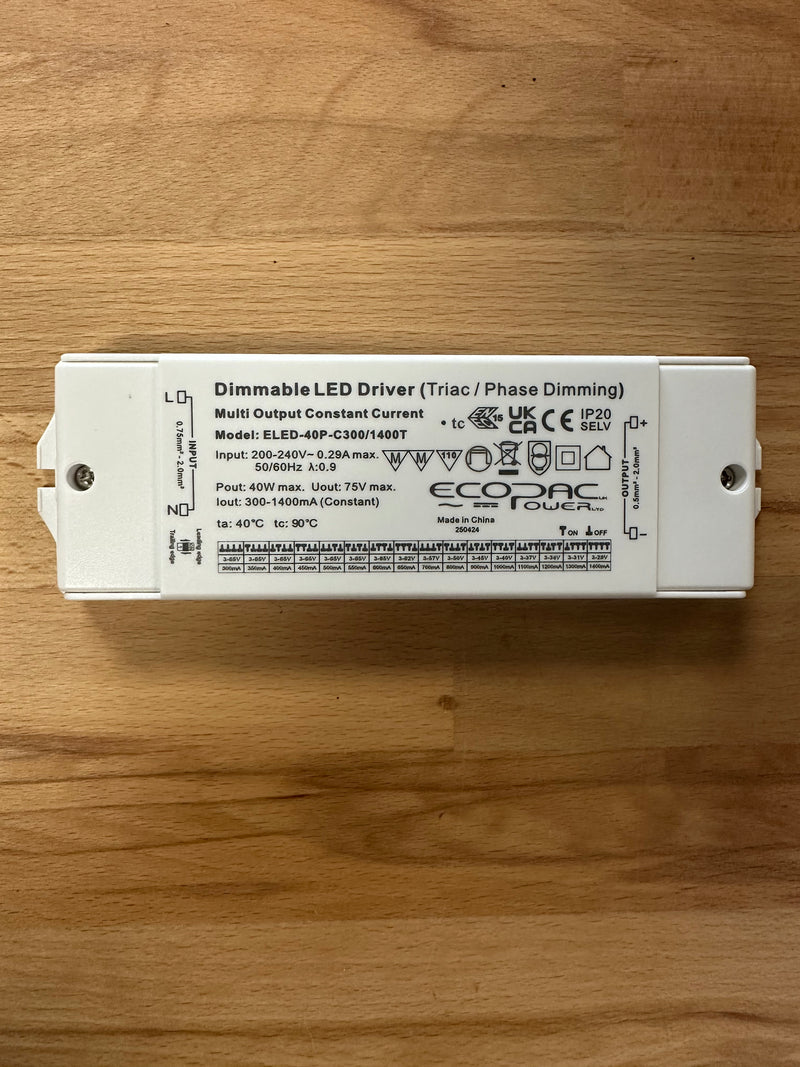 Dimmable LED Driver (Triac / Phase Dimming)
Multi Output Constant Current
Model: ELED-40P-C300/1400T
Input: 200-240V~ 0.29A max.
50/60Hz λ:0.9
Pout: 40W max. Uout: 75V max.
Iout: 300-1400mA (Constant)
ta: 40°C tc: 90°C
• tc
15
UK
CA
CE
IP20
SELV
M M 110
ECOPAC UK
POWER LTD
Made in China
250424
ON OFF
3-65V 3-65V 3-65V 3-65V 3-65V 3-65V 3-65V 3-62V 3-57V 3-50V 3-45V 3-40V 3-37V 3-34V 3-31V 3-28V
300mA 350mA 400mA 450mA 500mA 550mA 600mA 650mA 700mA 800mA 900mA 1000mA 1100mA 1200mA 1300mA 1400mA
L
N
INPUT
0.75mm² - 2.0mm²
Leading edge
Trailing edge
+
-
OUTPUT
0.5mm² - 2.0mm²